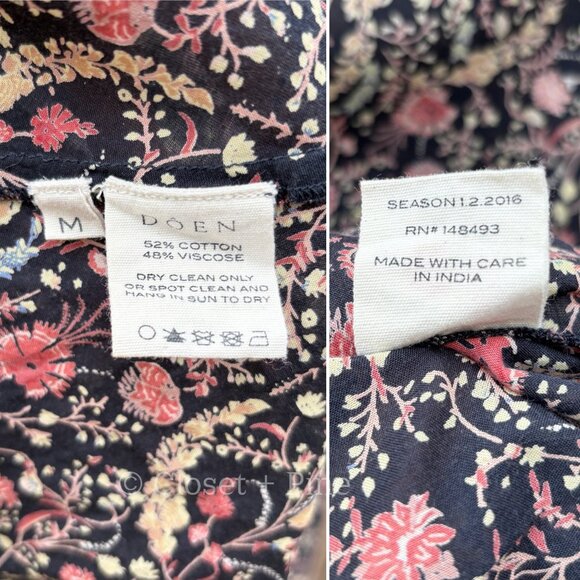 M
DÔEN
52% COTTON
48% VISCOSE
DRY CLEAN ONLY
OR SPOT CLEAN AND
HANG IN SUN TO DRY
SEASON 1.2.2016
RN# 148493
MADE WITH CARE
IN INDIA
© Closet + Pine